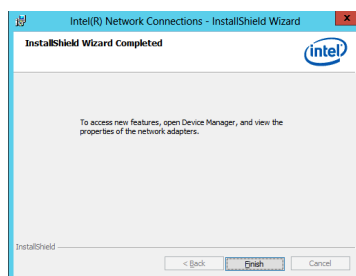 Intel(R) Network Connections - InstallShield Wizard
x
InstallShield Wizard Completed
intel
To access new features, open Device Manager, and view the
properties of the network adapters.
InstallShield
< Back
Finish
Cancel